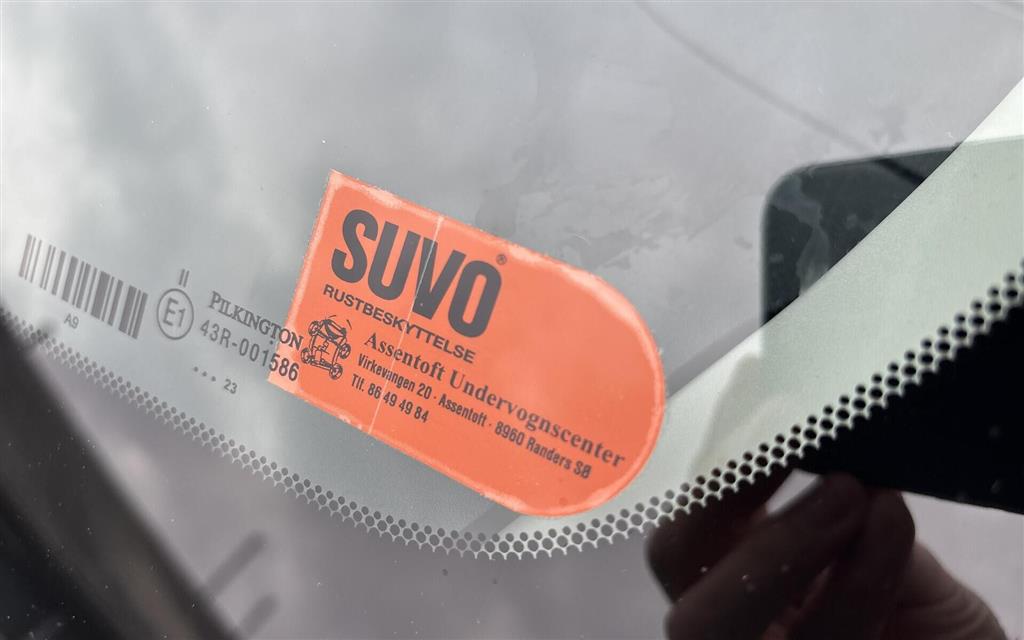 SUVO®
RUSTBESKYTTELSE
Assentoft Undervognscenter
Virkevangen 20 · Assentoft · 8960 Randers SØ
Tlf: 86 49 49 84
A9
II
E1
PILKINGTON
43R-001586
... 23